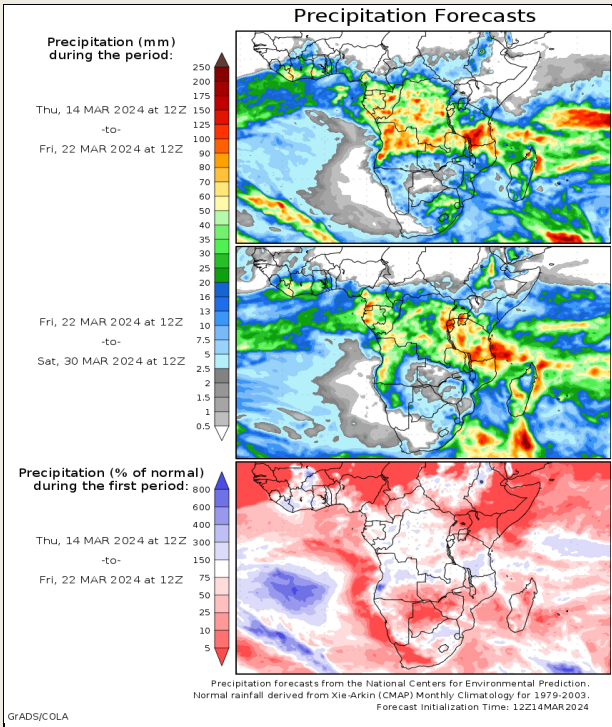 Precipitation Forecasts
Precipitation (mm)
during the period:
Thu, 14 MAR 2024 at 12Z
-to-
Fri, 22 MAR 2024 at 12Z
250
200
175
150
125
100
90
80
70
60
50
40
35
30
25
20
16
13
10
7.5
5
2.5
2
1.5
1
0.5
Fri, 22 MAR 2024 at 12Z
-to-
Sat, 30 MAR 2024 at 12Z
Precipitation (% of normal)
during the first period:
Thu, 14 MAR 2024 at 12Z
-to-
Fri, 22 MAR 2024 at 12Z
800
600
400
300
150
75
50
25
10
5
Precipitation forecasts from the National Centers for Environmental Prediction.
Normal rainfall derived from Xie-Arkin (CMAP) Monthly Climatology for 1979-2003.
Forecast Initialization Time: 12Z14MAR2024
GrADS/COLA